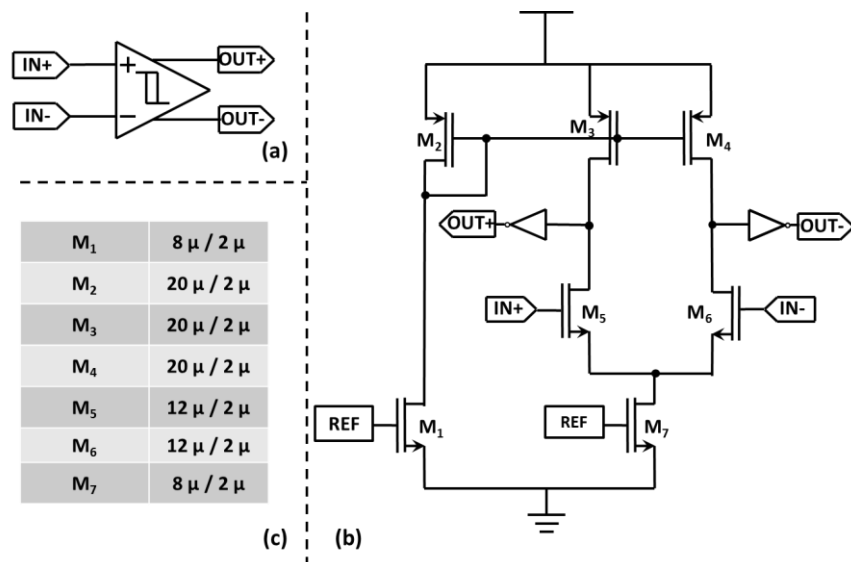 IN+
OUT+
IN-
OUT-
(a)
M1 8 μ / 2 μ
M2 20 μ / 2 μ
M3 20 μ / 2 μ
M4 20 μ / 2 μ
M5 12 μ / 2 μ
M6 12 μ / 2 μ
M7 8 μ / 2 μ
(c)
M2
M3
M4
OUT+
OUT-
IN+
M5
M6
IN-
REF
M1
REF
M7
(b)